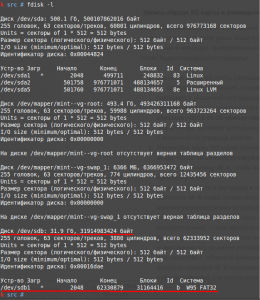 src # fdisk -l
Диск /dev/sda: 500.1 Гб, 500107862016 байт
255 головок, 63 секторов/треков, 60801 цилиндров, всего 976773168 секторов
Units = секторы of 1 * 512 = 512 bytes
Размер сектора (логического/физического): 512 байт / 512 байт
I/O size (minimum/optimal): 512 bytes / 512 bytes
Идентификатор диска: 0x00044824
Устр-во Загр Начало Конец Блоки Id Система
/dev/sda1 2048 499711 248832 83 Linux
/dev/sda2 501758 976771071 488134657 5 Расширенный
/dev/sda5 501760 976771071 488134656 8e Linux LVM
Диск /dev/mapper/mint--vg-root: 493.4 Гб, 493426311168 байт
255 головок, 63 секторов/треков, 59988 цилиндров, всего 963723264 секторов
Units = секторы of 1 * 512 = 512 bytes
Размер сектора (логического/физического): 512 байт / 512 байт
I/O size (minimum/optimal): 512 bytes / 512 bytes
Идентификатор диска: 0x00000000
На диске /dev/mapper/mint--vg-root отсутствует верная таблица разделов
Диск /dev/mapper/mint--vg-swap_1: 6366 МБ, 6366953472 байт
255 головок, 63 секторов/треков, 774 цилиндров, всего 12435456 секторов
Units = секторы of 1 * 512 = 512 bytes
Размер сектора (логического/физического): 512 байт / 512 байт
I/O size (minimum/optimal): 512 bytes / 512 bytes
Идентификатор диска: 0x00000000
На диске /dev/mapper/mint--vg-swap_1 отсутствует верная таблица разделов
Диск /dev/sdb: 31.9 Гб, 31914983424 байт
255 головок, 63 секторов/треков, 3880 цилиндров, всего 62333952 секторов
Units = секторы of 1 * 512 = 512 bytes
Размер сектора (логического/физического): 512 байт / 512 байт
I/O size (minimum/optimal): 512 bytes / 512 bytes
Идентификатор диска: 0x00016dae
Устр-во Загр Начало Конец Блоки Id Система
/dev/sdb1 * 2048 62330879 31164416 b W95 FAT32
src #